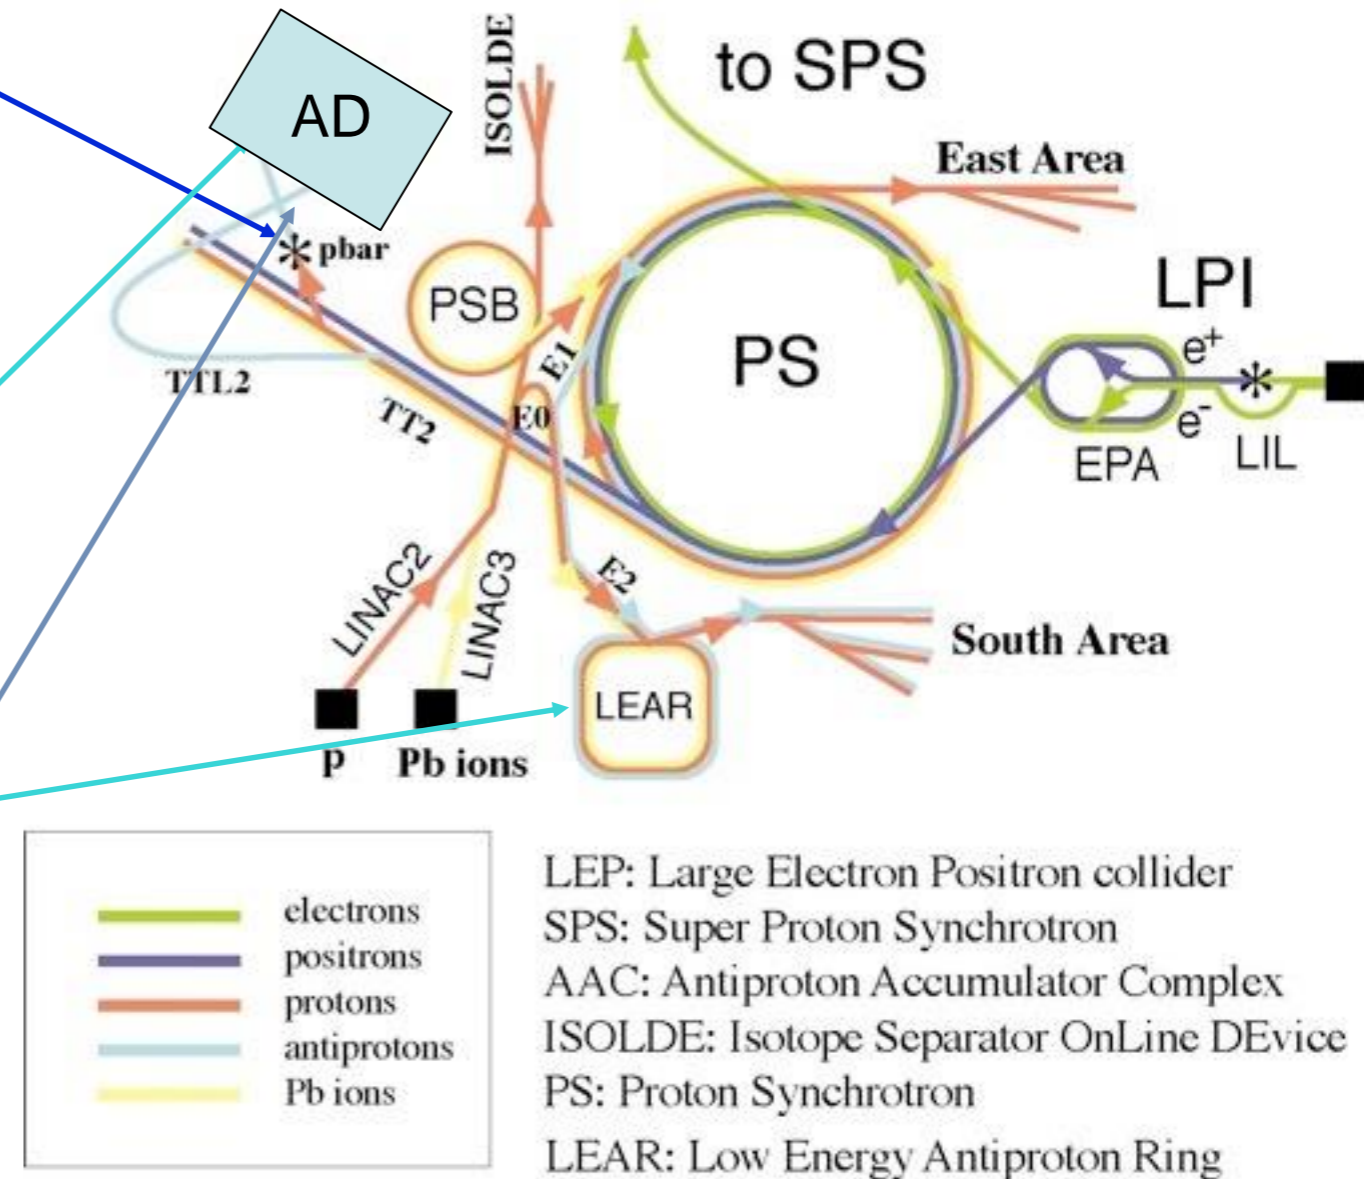 AD
ISOLDE
to SPS
East Area
pbar
PSB
LPI
PS
e+
e-
E1
E0
TTL2
TT2
EPA
LIL
LINAC2
LINAC3
E2
South Area
LEAR
p
Pb ions
electrons
positrons
protons
antiprotons
Pb ions
LEP: Large Electron Positron collider
SPS: Super Proton Synchrotron
AAC: Antiproton Accumulator Complex
ISOLDE: Isotope Separator OnLine DEvice
PS: Proton Synchrotron
LEAR: Low Energy Antiproton Ring